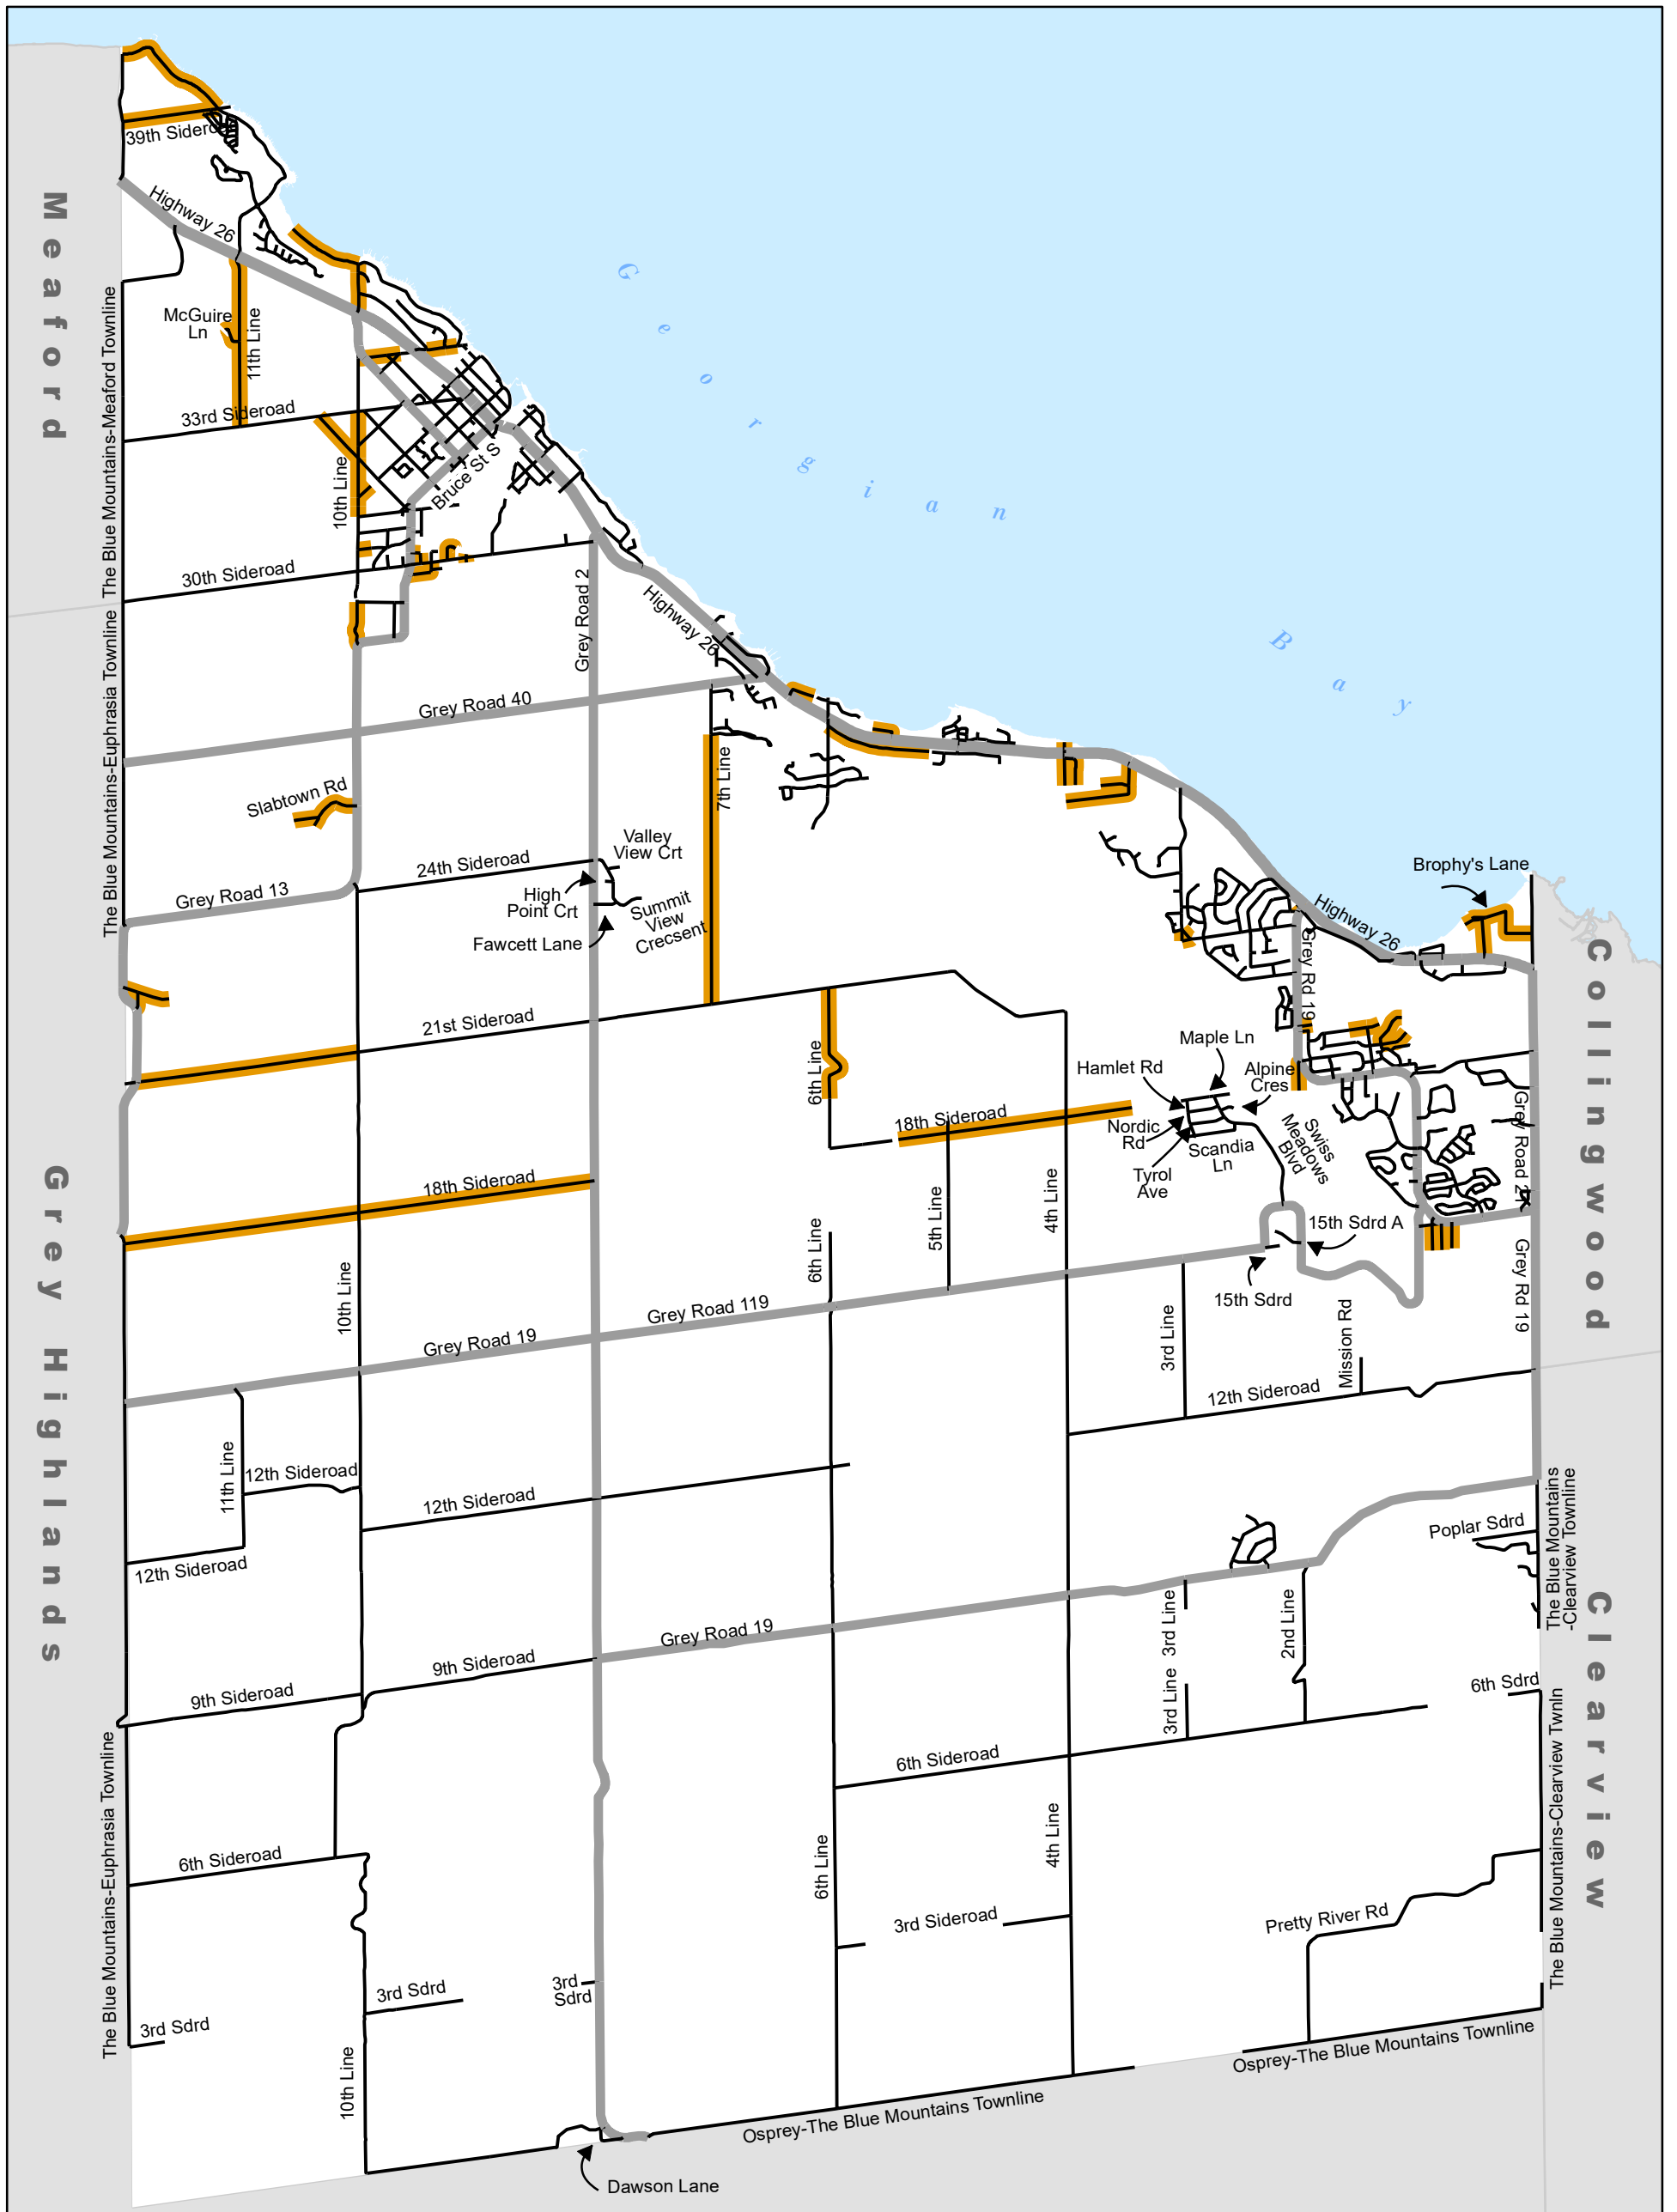 39th Sideroad
Highway 26
Meaford
Georgian
Bay
McGuire
Ln
11th Line
The Blue Mountains-Meaford Townline
33rd Sideroad
10th Line
Bruce St S
30th Sideroad
Grey Road 2
Highway 26
The Blue Mountains-Euphrasia Townline
Grey Road 40
7th Line
Slabtown Rd
Valley
View Crt
24th Sideroad
High
Point Crt
Summit
View
Crecsent
Fawcett Lane
Grey Road 13
Brophy's Lane
Highway 26
Grey Rd 19
Collingwood
21st Sideroad
6th Line
Maple Ln
Hamlet Rd
Alpine
Cres
18th Sideroad
Nordic
Rd
Scandia
Ln
Swiss
Meadows
Blvd
Tyrol
Ave
Grey Road 21
18th Sideroad
5th Line
4th Line
6th Line
15th Sdrd A
15th Sdrd
Grey Rd 19
Grey Highlands
10th Line
Grey Road 119
Grey Road 19
3rd Line
Mission Rd
12th Sideroad
11th Line
12th Sideroad
12th Sideroad
12th Sideroad
Poplar Sdrd
The Blue Mountains
-Clearview Townline
Grey Road 19
3rd Line
2nd Line
9th Sideroad
9th Sideroad
3rd Line
6th Sdrd
Clearview
The Blue Mountains-Clearview Twnln
6th Sideroad
The Blue Mountains-Euphrasia Townline
6th Sideroad
6th Line
4th Line
3rd Sideroad
Pretty River Rd
3rd Sdrd
3rd
Sdrd
3rd Sdrd
10th Line
Osprey-The Blue Mountains Townline
Osprey-The Blue Mountains Townline
Dawson Lane